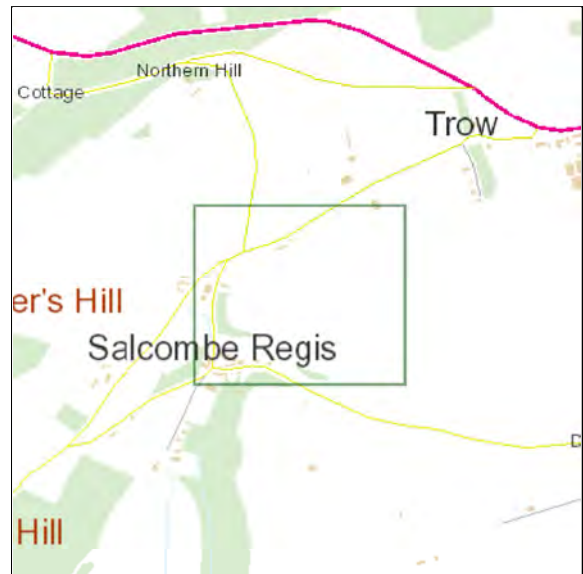 Northern Hill
Cottage
Trow
er's Hill
Salcombe Regis
D
Hill